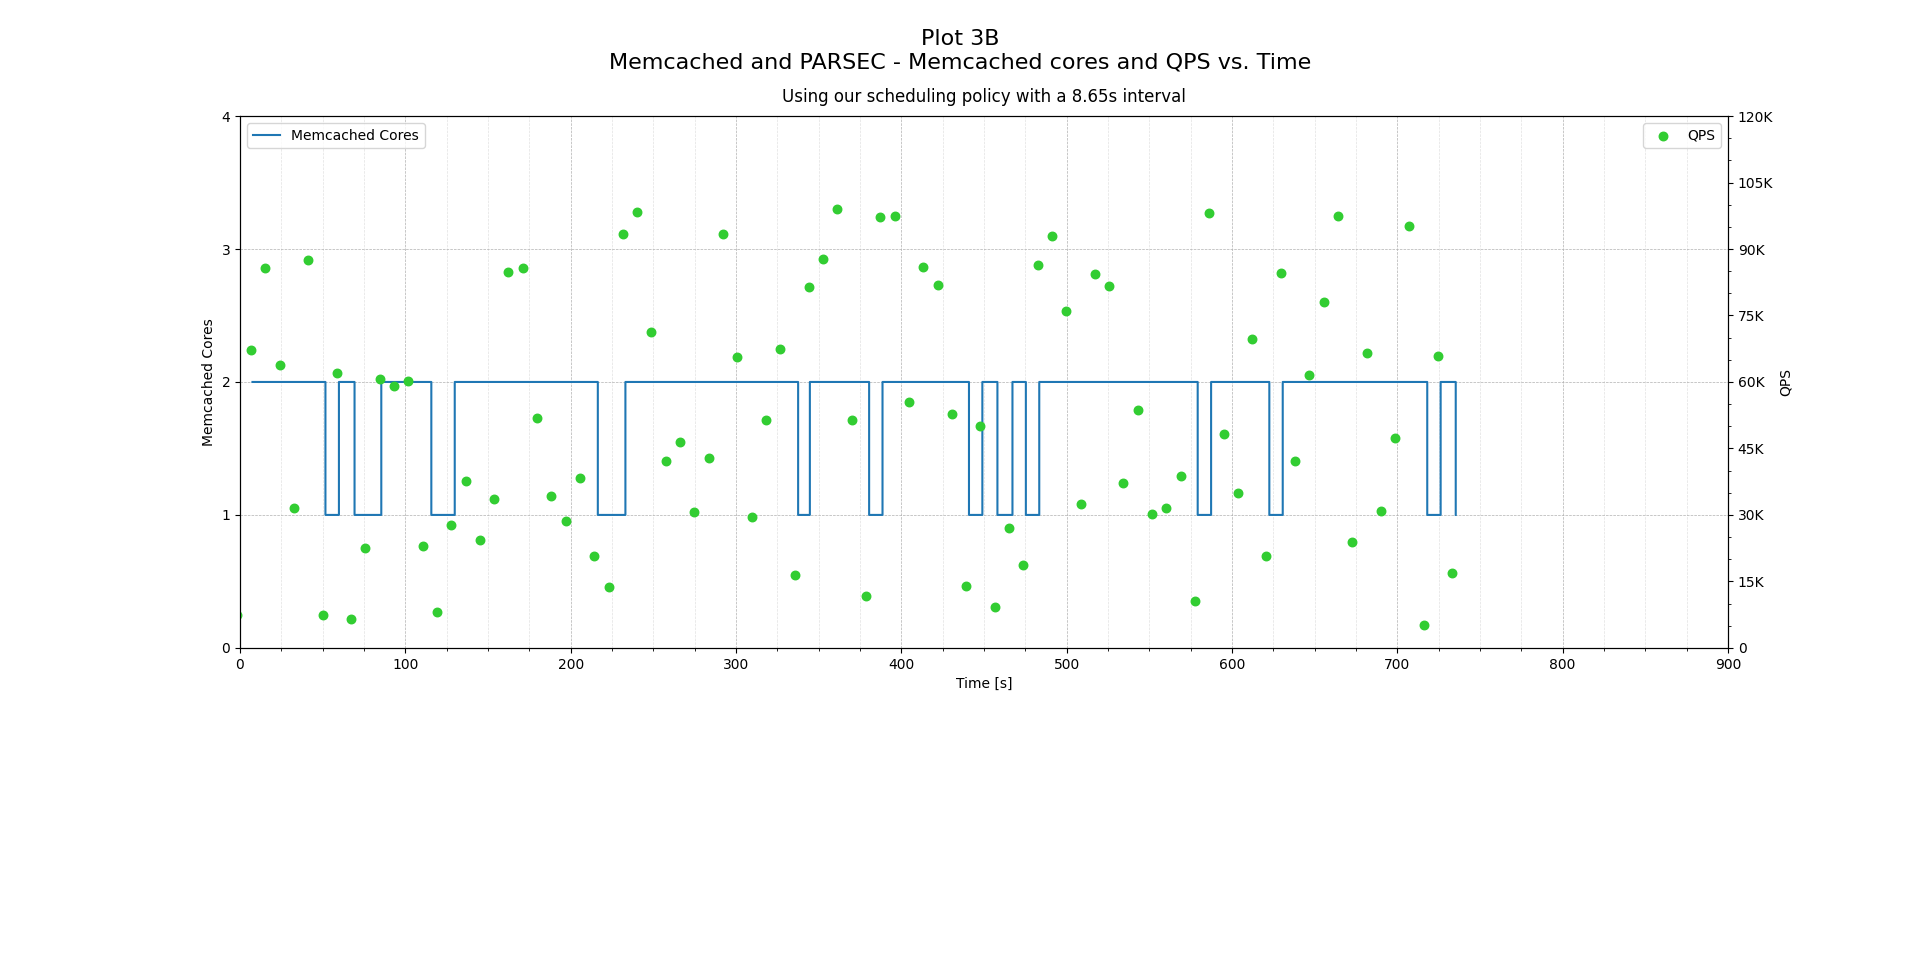 Plot 3B
Memcached and PARSEC - Memcached cores and QPS vs. Time
Using our scheduling policy with a 8.65s interval
Memcached Cores
QPS
4
3
2
1
0
Memcached Cores
120K
105K
90K
75K
60K
45K
30K
15K
0
QPS
0 100 200 300 400 500 600 700 800 900
Time [s]